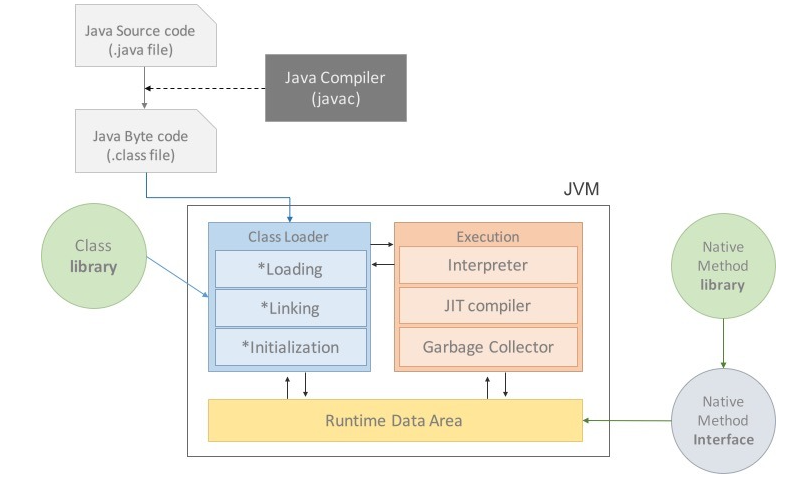 Java Source code
(.java file)
Java Compiler
(javac)
Java Byte code
(.class file)
JVM
Class
library
Class Loader
*Loading
*Linking
*Initialization
Execution
Interpreter
JIT compiler
Garbage Collector
Runtime Data Area
Native
Method
library
Native
Method
Interface